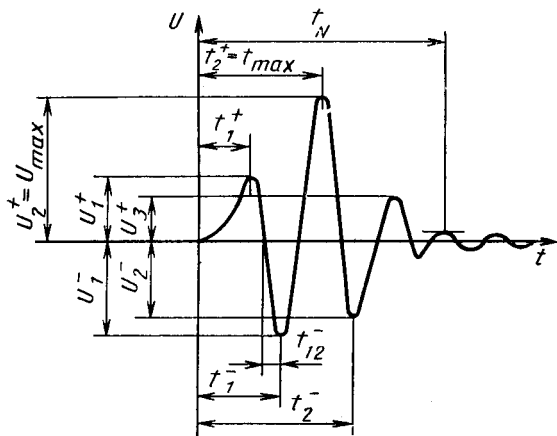 U
t_N
t_2^+ = t_max
t_1^+
U_2^+ = U_max
U_1^+
U_3^+
U_1^-
U_2^-
t
t_12^-
t_1^-
t_2^-